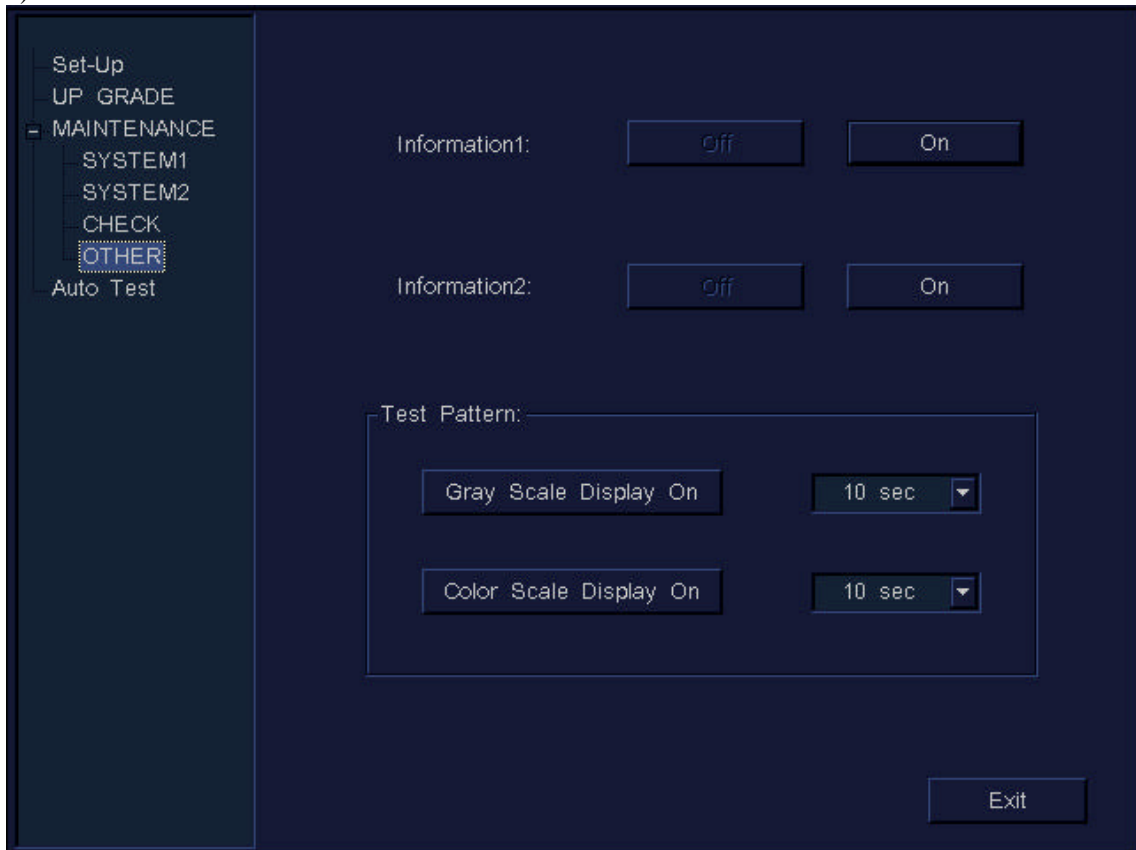 )
Set-Up
UP GRADE
MAINTENANCE
SYSTEM1
SYSTEM2
CHECK
OTHER
Auto Test
Information1: Off On
Information2: Off On
Test Pattern:
Gray Scale Display On 10 sec
Color Scale Display On 10 sec
Exit